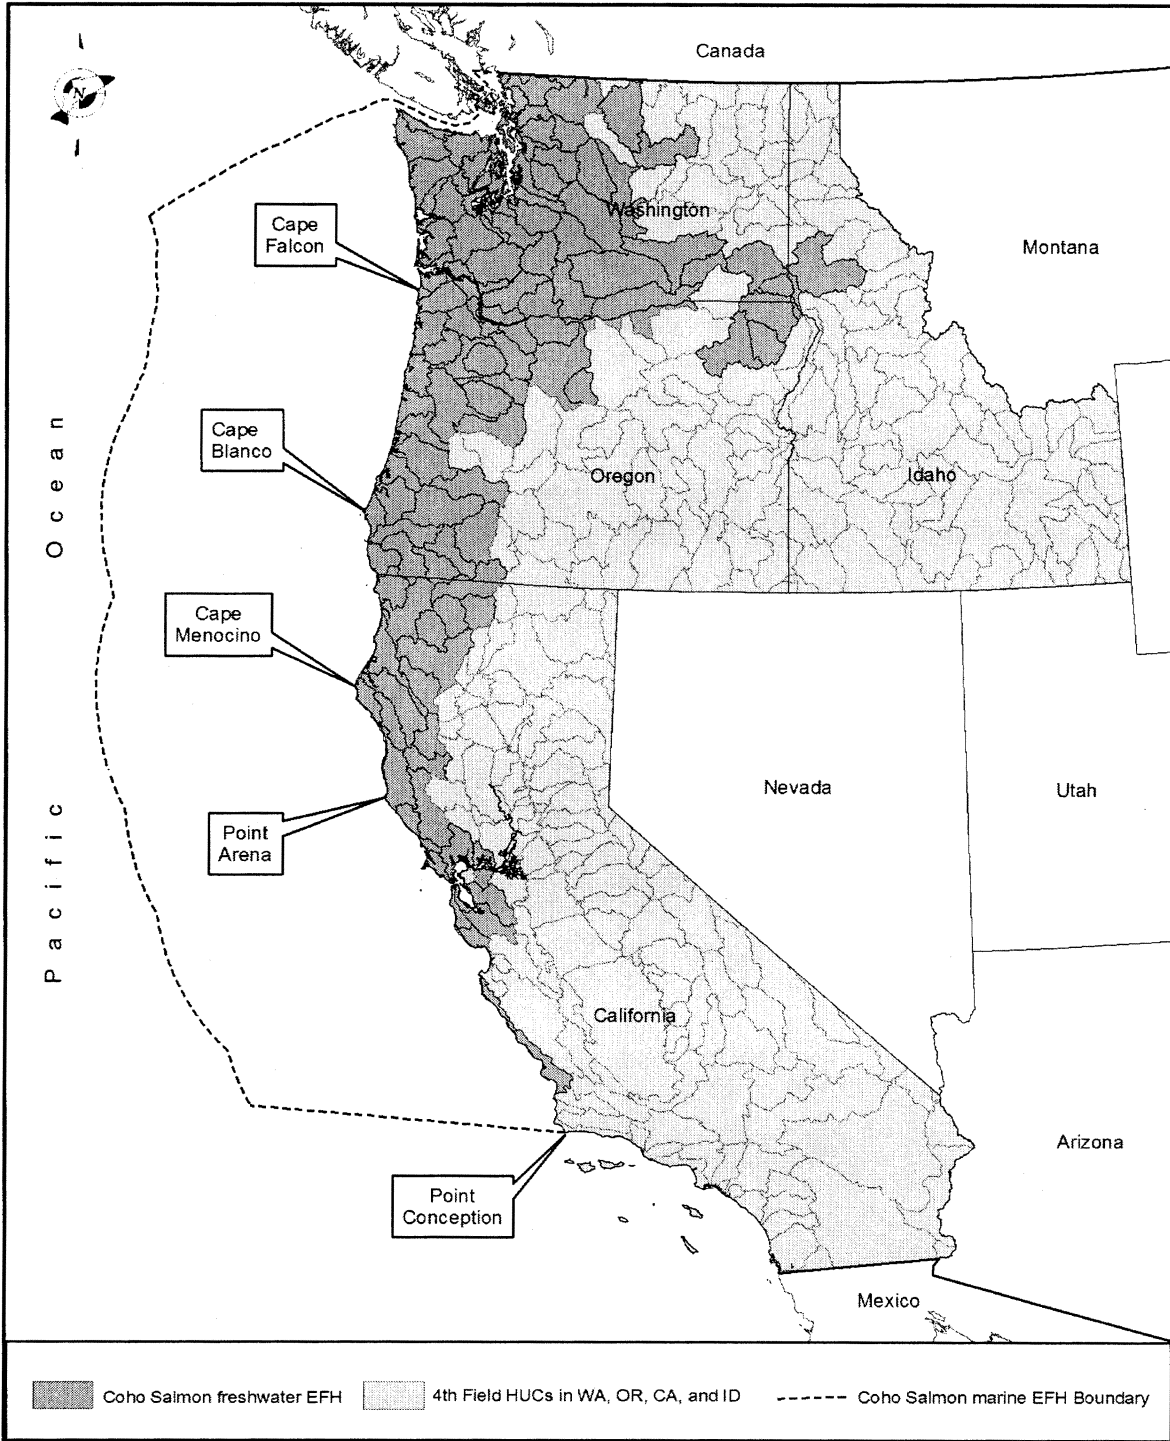 Canada
N
Washington
Cape
Falcon
Montana
Cape
Blanco
Oregon
Idaho
Pacific Ocean
Cape
Menocino
Nevada
Utah
Point
Arena
California
Arizona
Point
Conception
Mexico
Coho Salmon freshwater EFH
4th Field HUCs in WA, OR, CA, and ID
Coho Salmon marine EFH Boundary